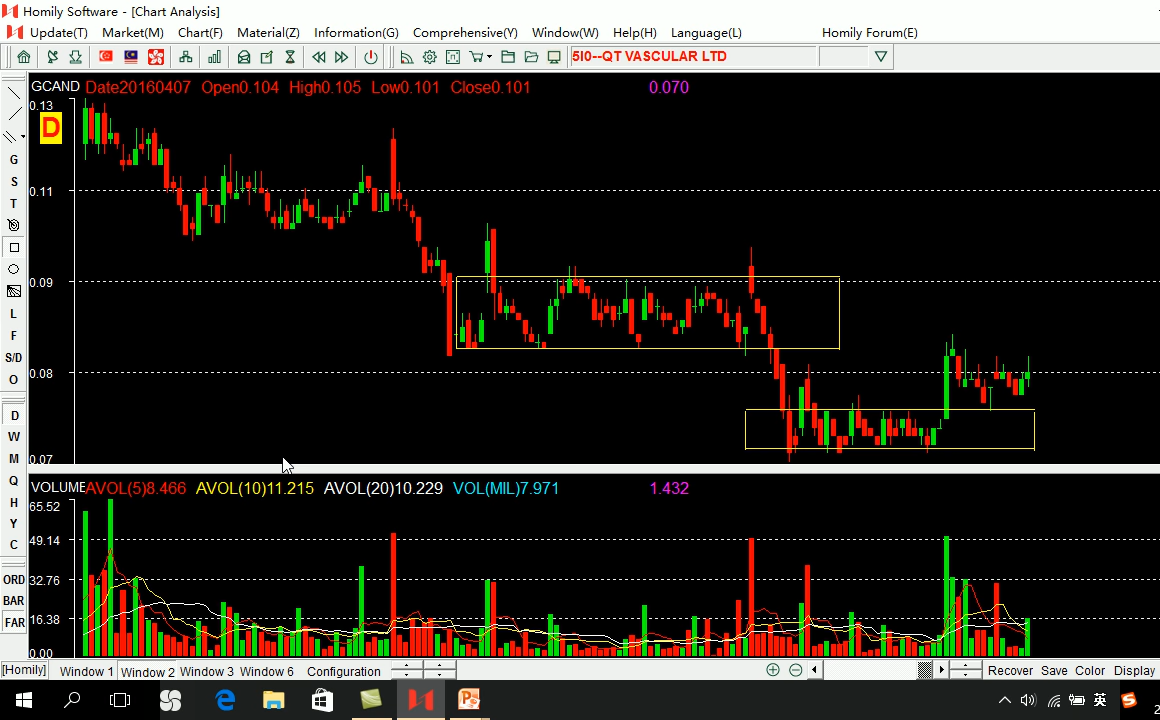 Homily Software - [Chart Analysis]
Update(T) Market(M) Chart(F) Material(Z) Information(G) Comprehensive(Y) Window(W) Help(H) Language(L) Homily Forum(E)
5I0--QT VASCULAR LTD
GCAND Date20160407 Open0.104 High0.105 Low0.101 Close0.101 0.070
0.13
D
G
S
T
0.11
0.09
L
F
S/D
0.08
O
D
W
M
0.07
Q
VOLUME AVOL(5)8.466 AVOL(10)11.215 AVOL(20)10.229 VOL(MIL)7.971 1.432
H
65.52
Y
C
49.14
ORD
32.76
BAR
FAR
16.38
0.00
[Homily] Window 1 Window 2 Window 3 Window 6 Configuration Recover Save Color Display
英
2